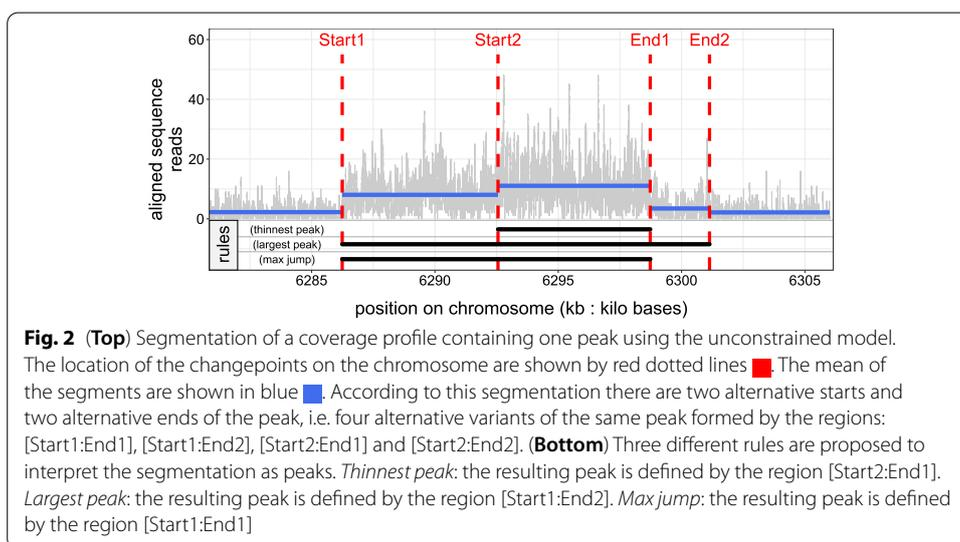 60
Start1 Start2 End1 End2
40
20
0
aligned sequence
reads
rules
(thinnest peak)
(largest peak)
(max jump)
6285 6290 6295 6300 6305
position on chromosome (kb : kilo bases)
Fig. 2 (Top) Segmentation of a coverage profile containing one peak using the unconstrained model.
The location of the changepoints on the chromosome are shown by red dotted lines . The mean of
the segments are shown in blue . According to this segmentation there are two alternative starts and
two alternative ends of the peak, i.e. four alternative variants of the same peak formed by the regions:
[Start1:End1], [Start1:End2], [Start2:End1] and [Start2:End2]. (Bottom) Three different rules are proposed to
interpret the segmentation as peaks. Thinnest peak: the resulting peak is defined by the region [Start2:End1].
Largest peak: the resulting peak is defined by the region [Start1:End2]. Max jump: the resulting peak is defined
by the region [Start1:End1]